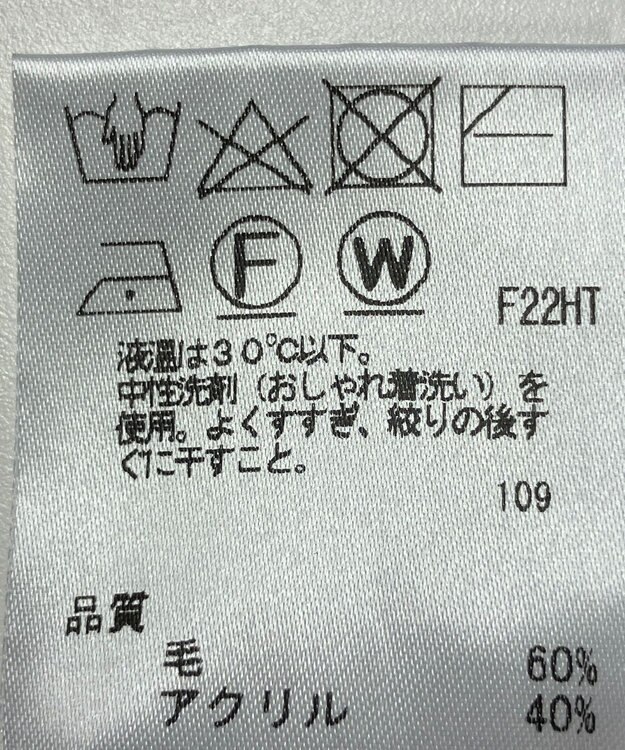 F W
F22HT
液温は30℃以下。
中性洗剤（おしゃれ着洗い）を
使用。よくすすぎ、絞りの後す
ぐに干すこと。
109
品質
毛 60%
アクリル 40%